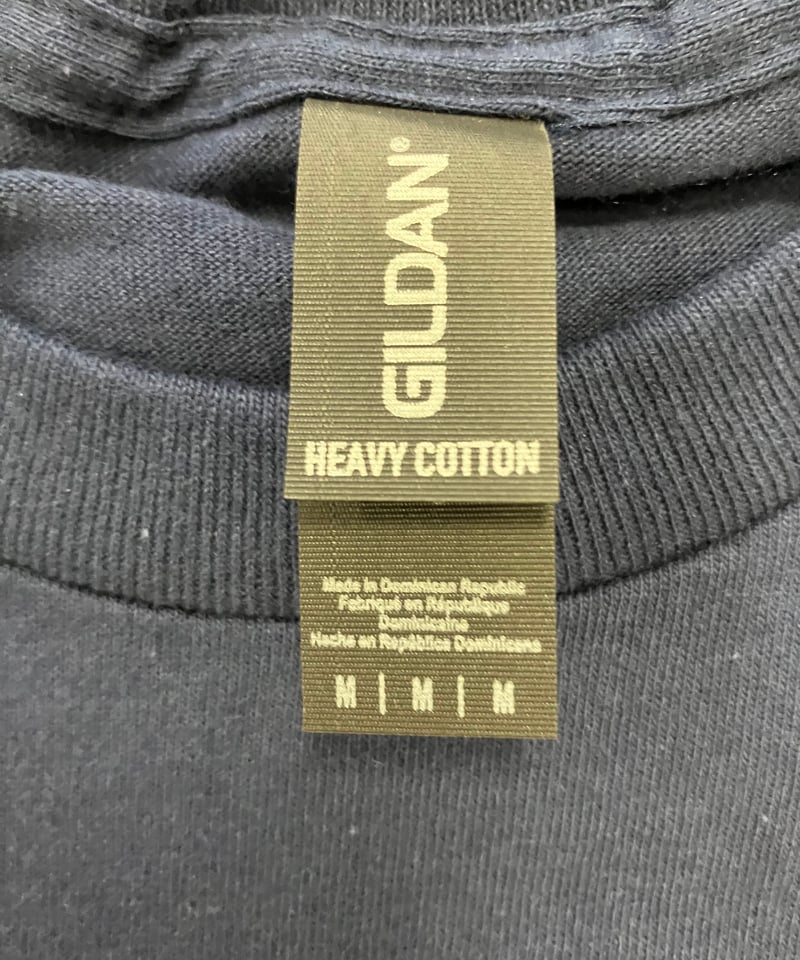 GILDAN®
HEAVY COTTON
Made in Dominican Republic
Fabriqué en République
Dominicaine
Hecho en República Dominicana
M | M | M